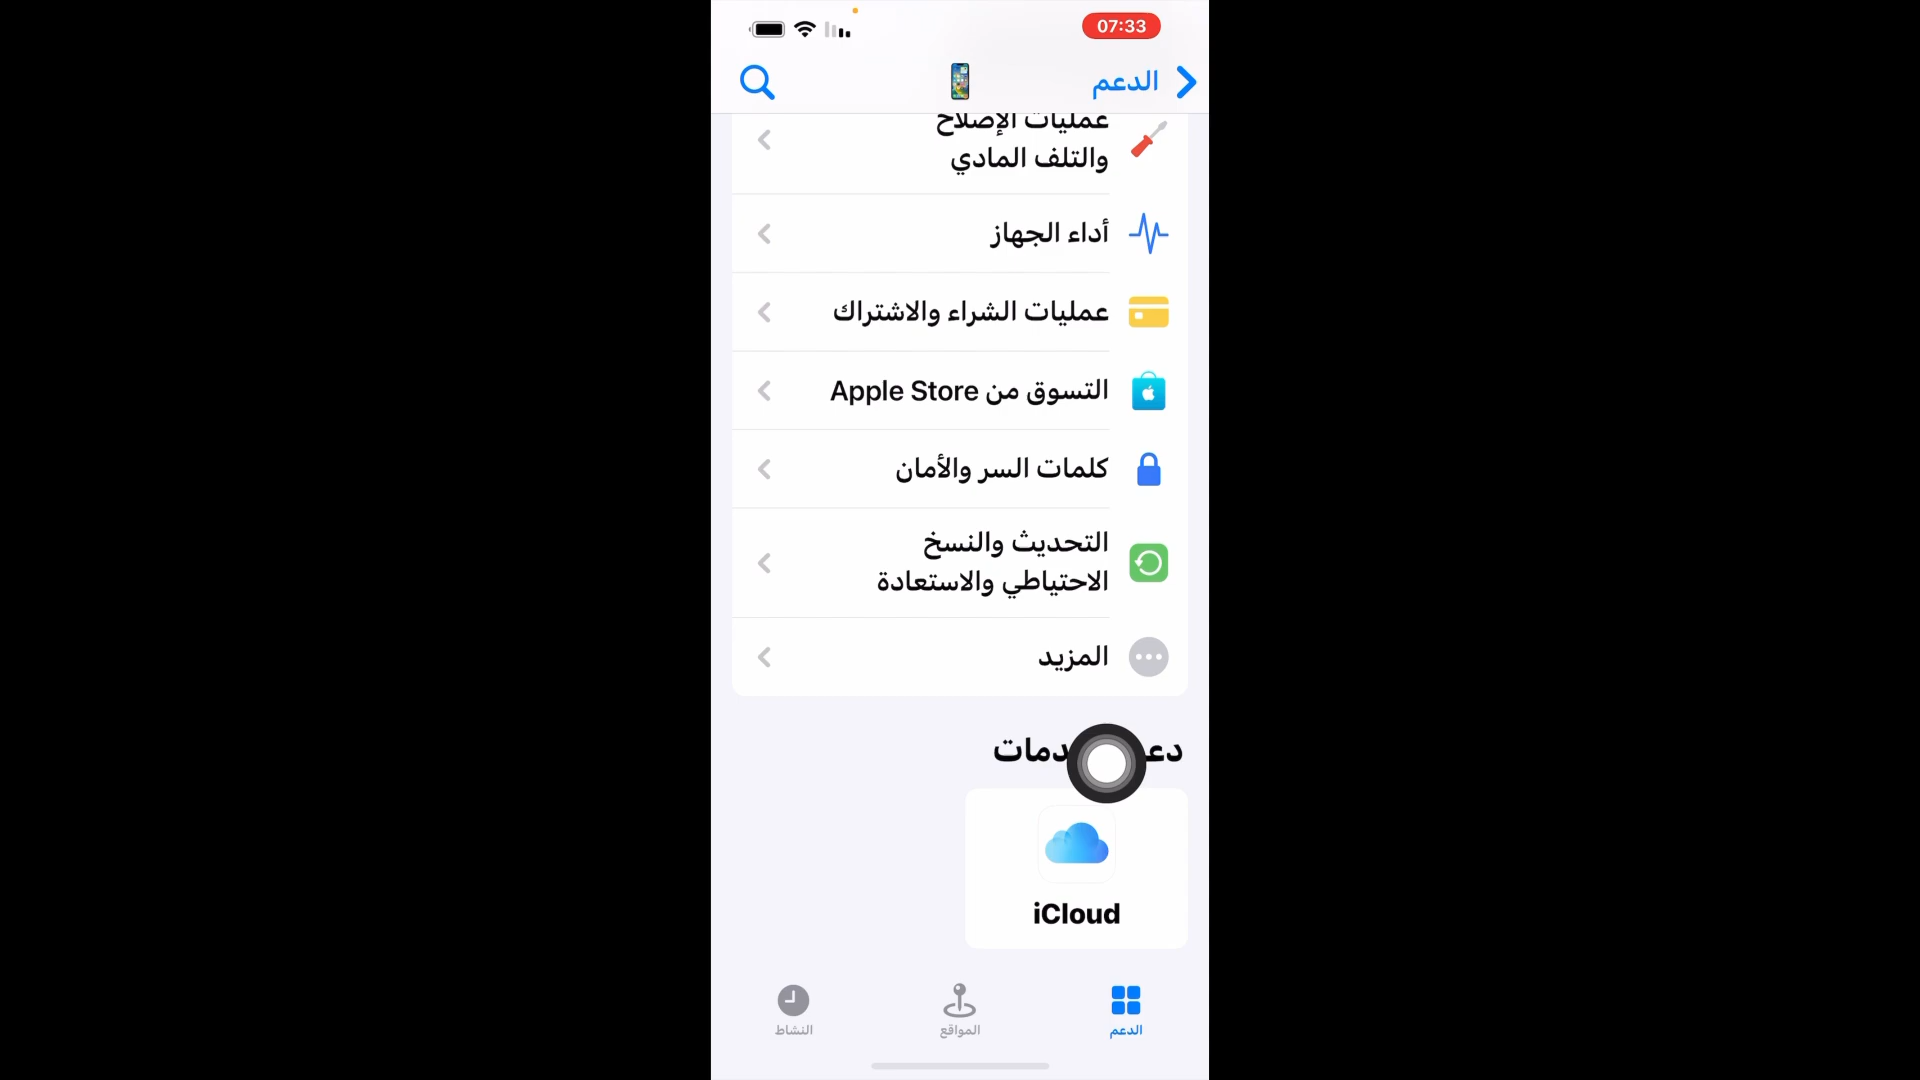 07:33
الدعم
عمليات الإصلاح
والتلف المادي
أداء الجهاز
عمليات الشراء والاشتراك
التسوق من Apple Store
كلمات السر والأمان
التحديث والنسخ
الاحتياطي والاستعادة
المزيد
iCloud
الدعم
المواقع
النشاط